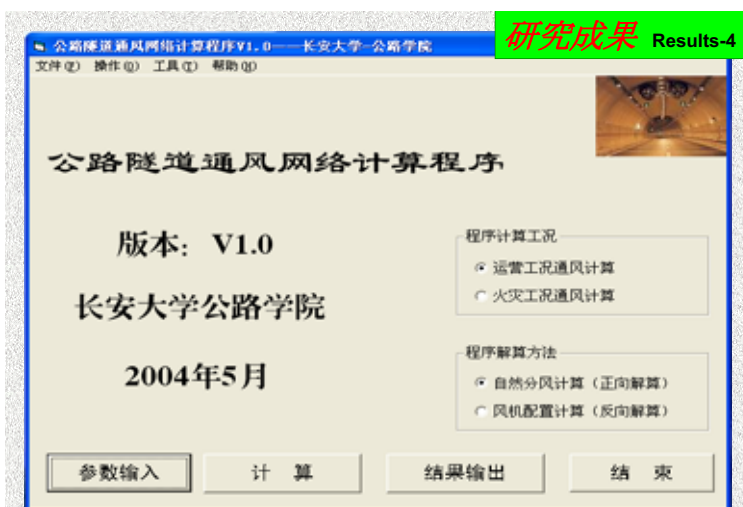 研究成果 Results-4
公路隧道通风网络计算程序V1.0——长安大学-公路学院
文件(F) 操作(O) 工具(T) 帮助(H)
公路隧道通风网络计算程序
版本: V1.0
长安大学公路学院
2004年5月
程序计算工况
运营工况通风计算
火灾工况通风计算
程序解算方法
自然分风计算（正向解算）
风机配置计算（反向解算）
参数输入 计 算 结果输出 结 束